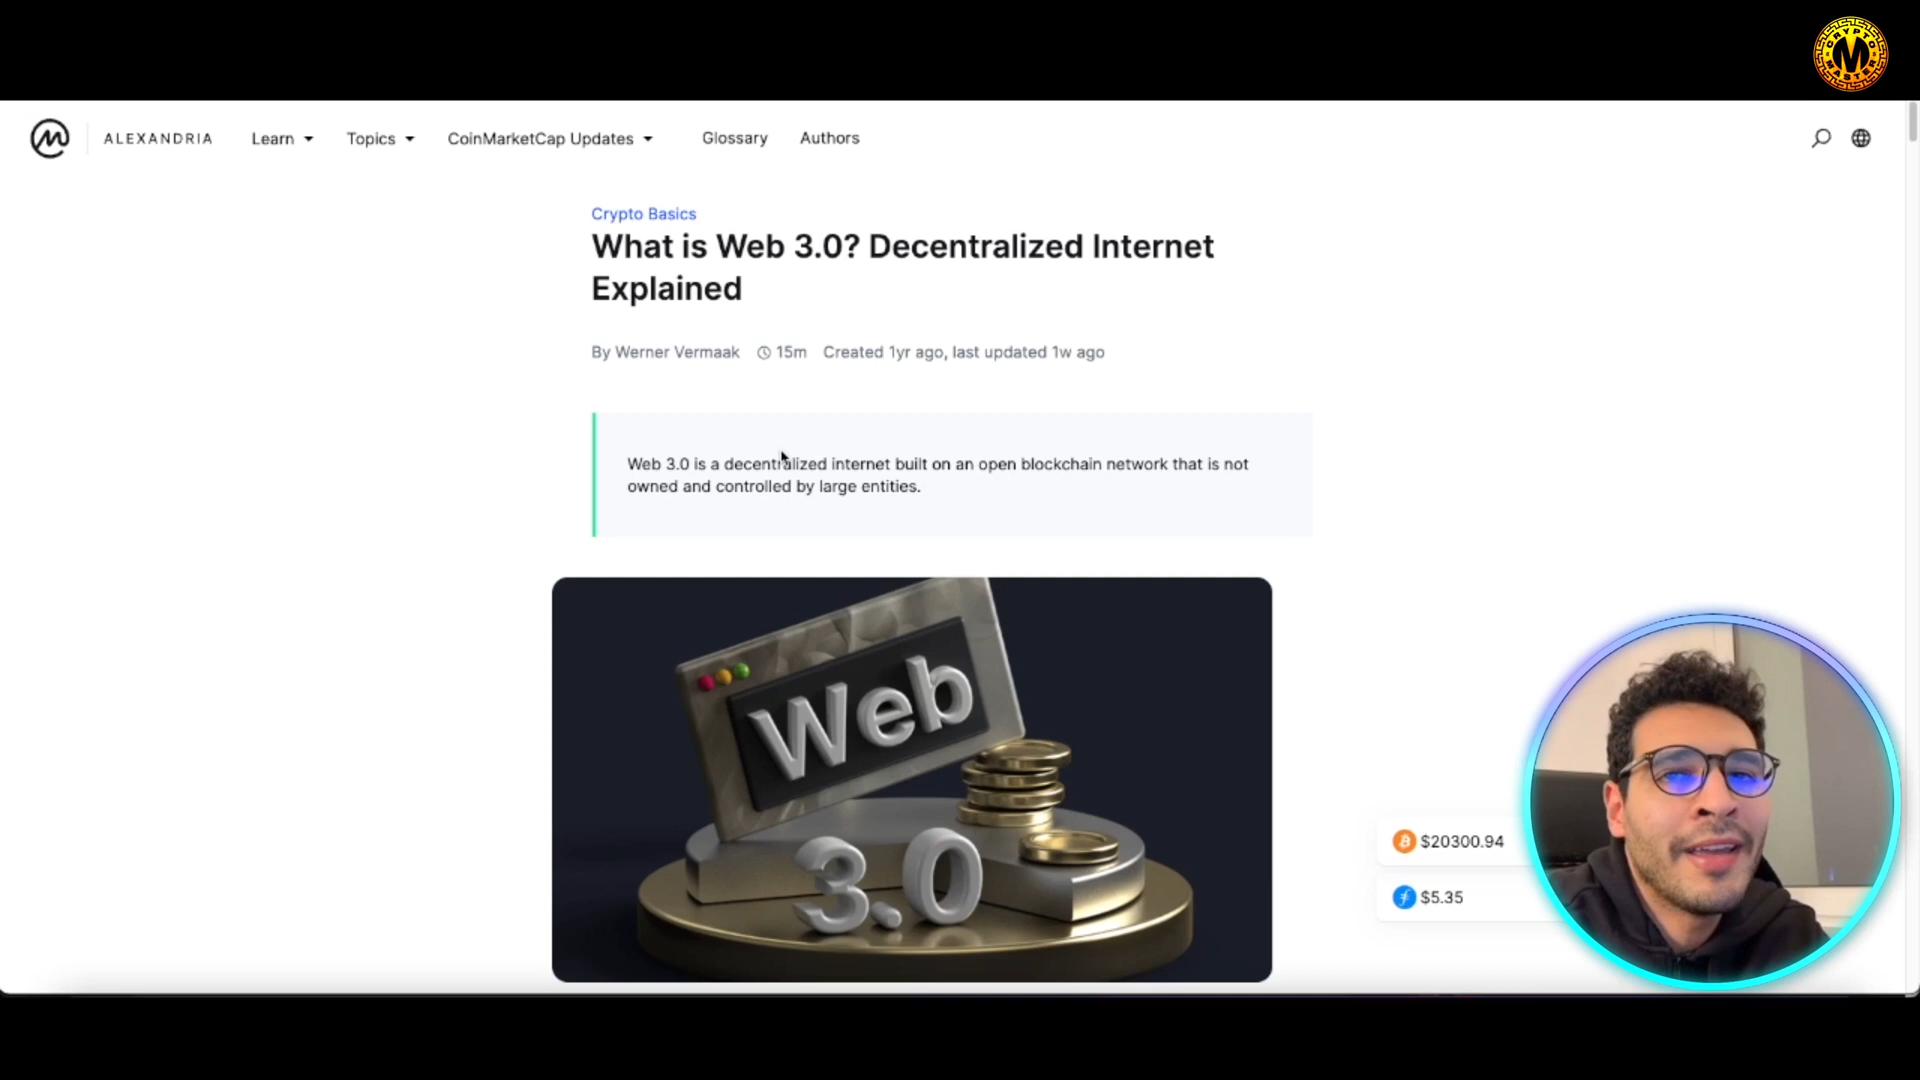 CRYPTO
M
MASTER
ALEXANDRIA Learn Topics CoinMarketCap Updates Glossary Authors
Crypto Basics
What is Web 3.0? Decentralized Internet
Explained
By Werner Vermaak 15m Created 1yr ago, last updated 1w ago
Web 3.0 is a decentralized internet built on an open blockchain network that is not
owned and controlled by large entities.
Web
3.0
$20300.94
$5.35